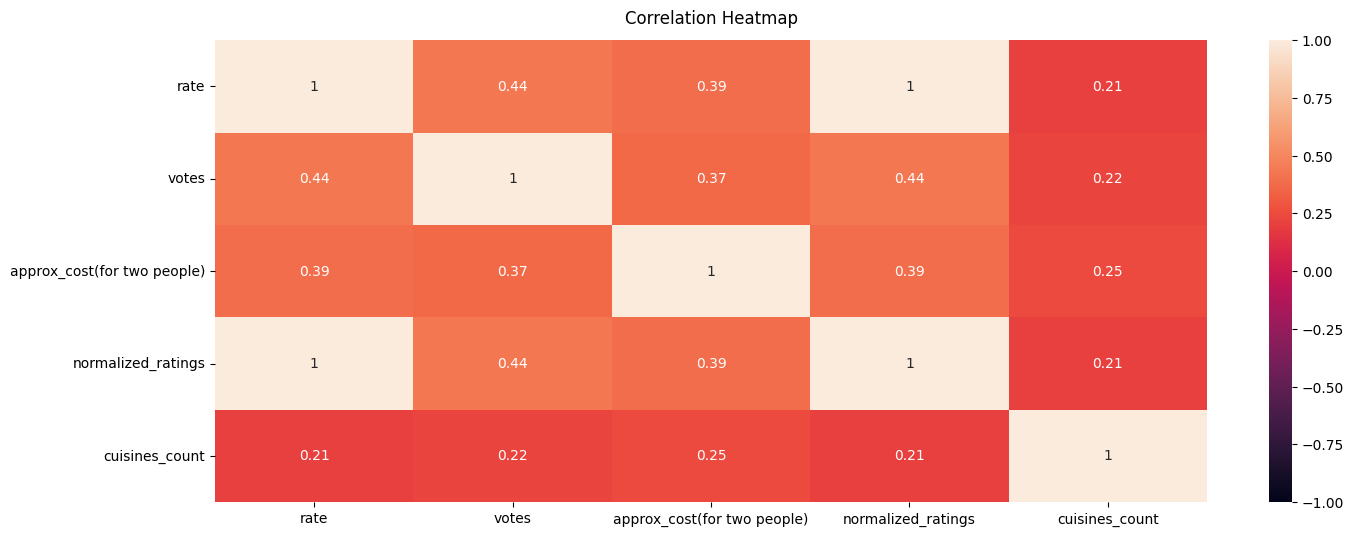 Correlation Heatmap
rate 1 0.44 0.39 1 0.21
votes 0.44 1 0.37 0.44 0.22
approx_cost(for two people) 0.39 0.37 1 0.39 0.25
normalized_ratings 1 0.44 0.39 1 0.21
cuisines_count 0.21 0.22 0.25 0.21 1
rate votes approx_cost(for two people) normalized_ratings cuisines_count
1.00
0.75
0.50
0.25
0.00
−0.25
−0.50
−0.75
−1.00